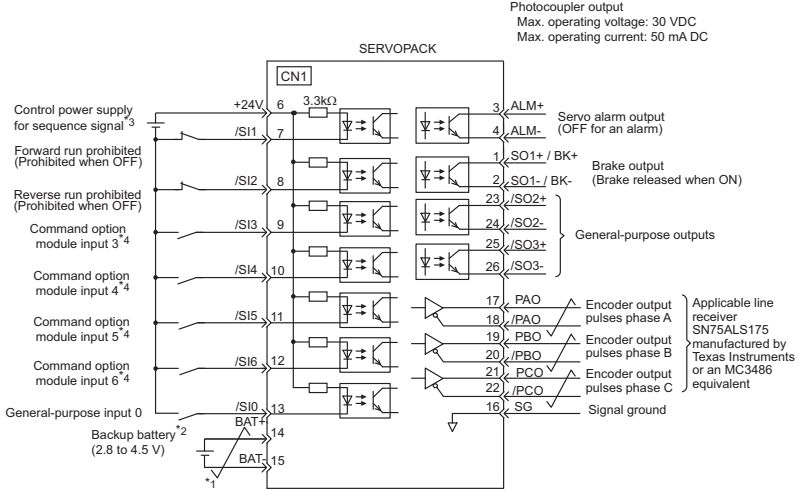 Photocoupler output
Max. operating voltage: 30 VDC
Max. operating current: 50 mA DC
SERVOPACK
CN1
Control power supply
for sequence signal*3
+24V 6 3.3kΩ
/SI1 7
Forward run prohibited
(Prohibited when OFF)
/SI2 8
Reverse run prohibited
(Prohibited when OFF)
/SI3 9
Command option
module input 3*4
/SI4 10
Command option
module input 4*4
/SI5 11
Command option
module input 5*4
/SI6 12
Command option
module input 6*4
General-purpose input 0
/SI0 13
BAT+ 14
Backup battery*2
(2.8 to 4.5 V)
BAT- 15
*1
3 ALM+
4 ALM-
Servo alarm output
(OFF for an alarm)
1 SO1+ / BK+
2 SO1- / BK-
Brake output
(Brake released when ON)
23 /SO2+
24 /SO2-
25 /SO3+
26 /SO3-
General-purpose outputs
17 PAO
18 /PAO
Encoder output
pulses phase A
19 PBO
20 /PBO
Encoder output
pulses phase B
21 PCO
22 /PCO
Encoder output
pulses phase C
16 SG
Signal ground
Applicable line
receiver
SN75ALS175
manufactured by
Texas Instruments
or an MC3486
equivalent